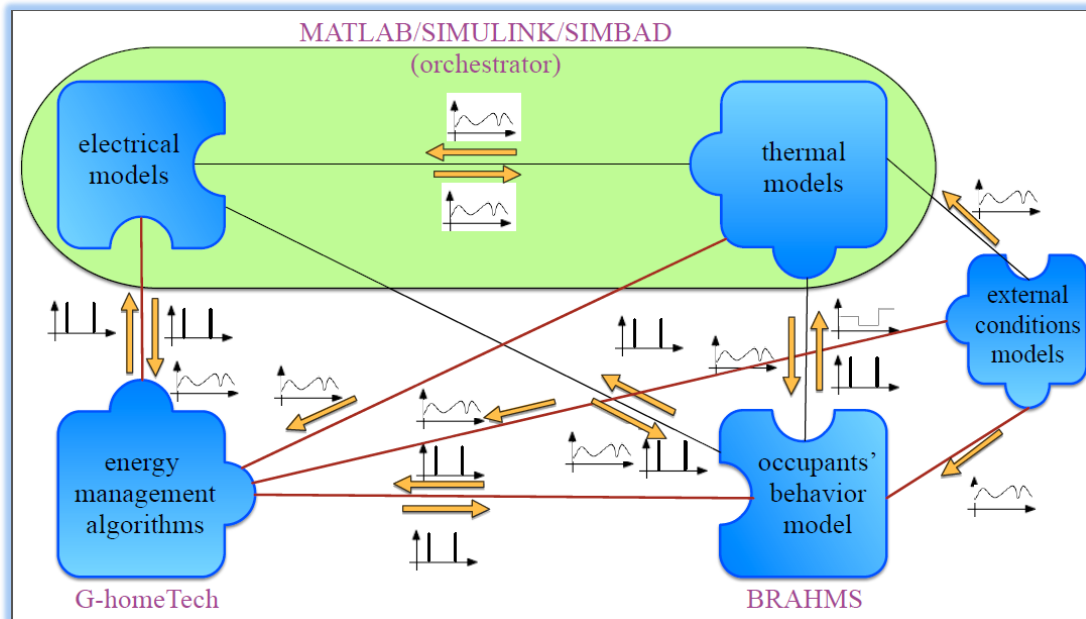 MATLAB/SIMULINK/SIMBAD
(orchestrator)
electrical
models
thermal
models
external
conditions
models
energy
management
algorithms
occupants’
behavior
model
G-homeTech
BRAHMS